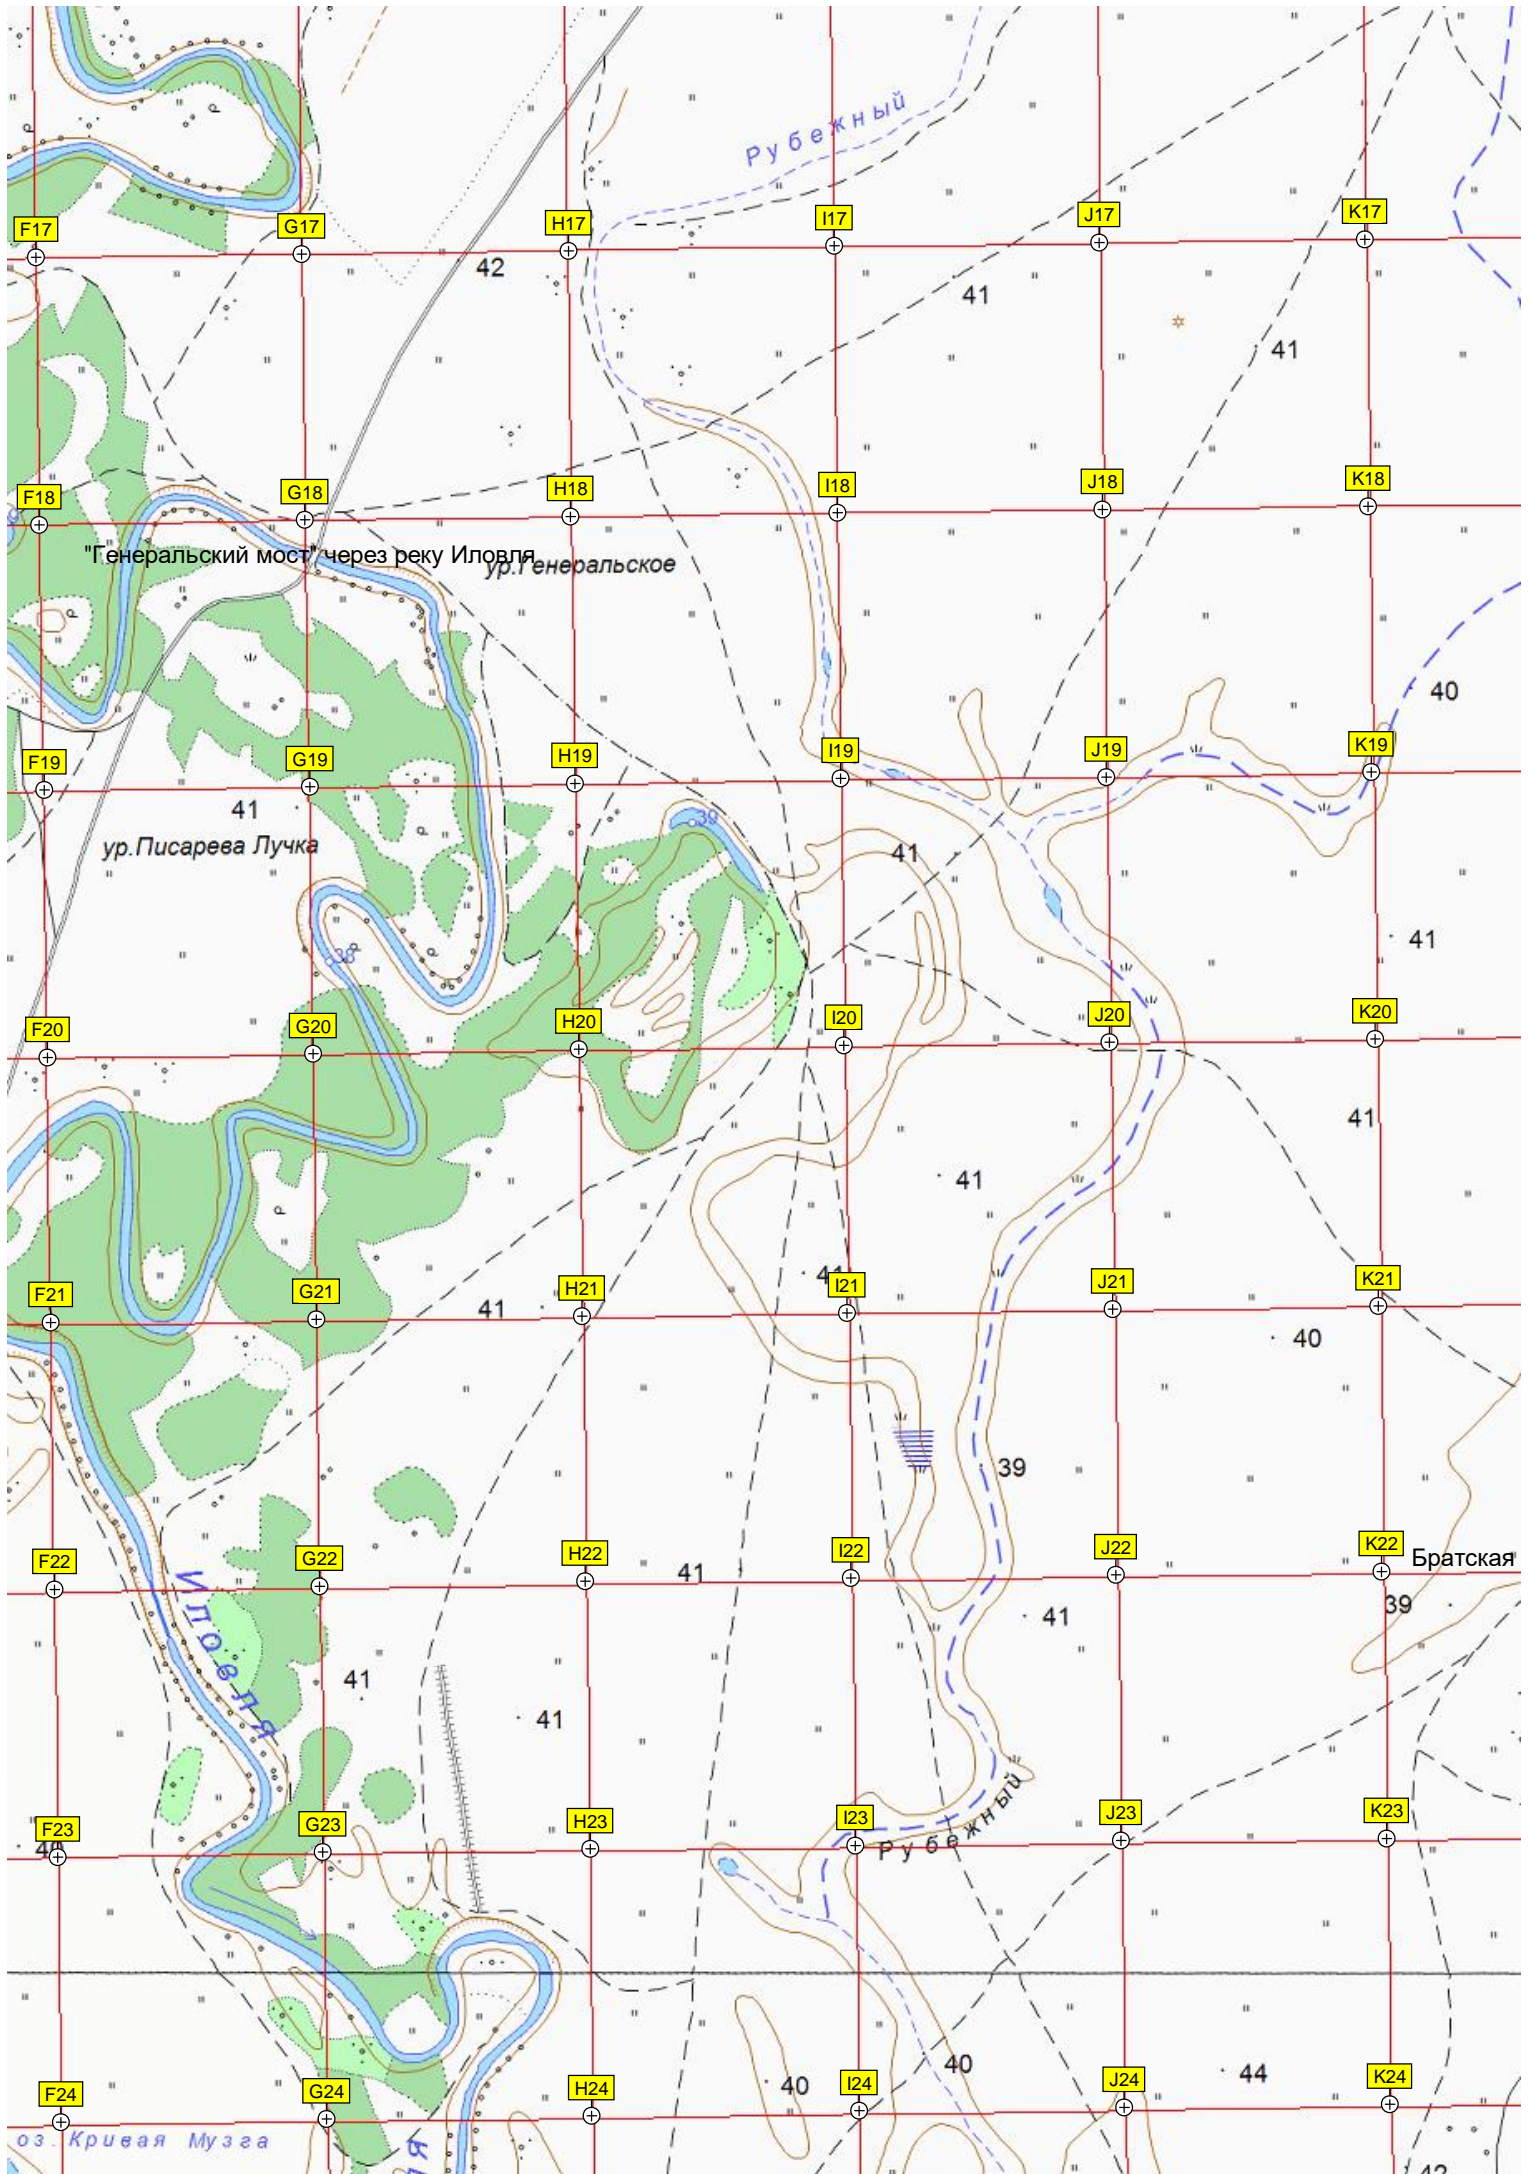 Рубежный
F17
G17
H17
I17
J17
K17
42
41
41
F18
G18
H18
I18
J18
K18
"Генеральский мост" через реку Иловля
ур.Генеральское
40
F19
G19
H19
I19
J19
K19
41
39
ур.Писарева Лучка
41
41
38
F20
G20
H20
I20
J20
K20
41
41
41
F21
G21
H21
I21
J21
K21
41
40
39
F22
G22
H22
I22
J22
K22
41
Братская
Иловля
39
41
41
41
F23
G23
H23
I23
J23
K23
Рубежный
40
40
44
F24
G24
H24
I24
J24
K24
оз. Кривая Музга